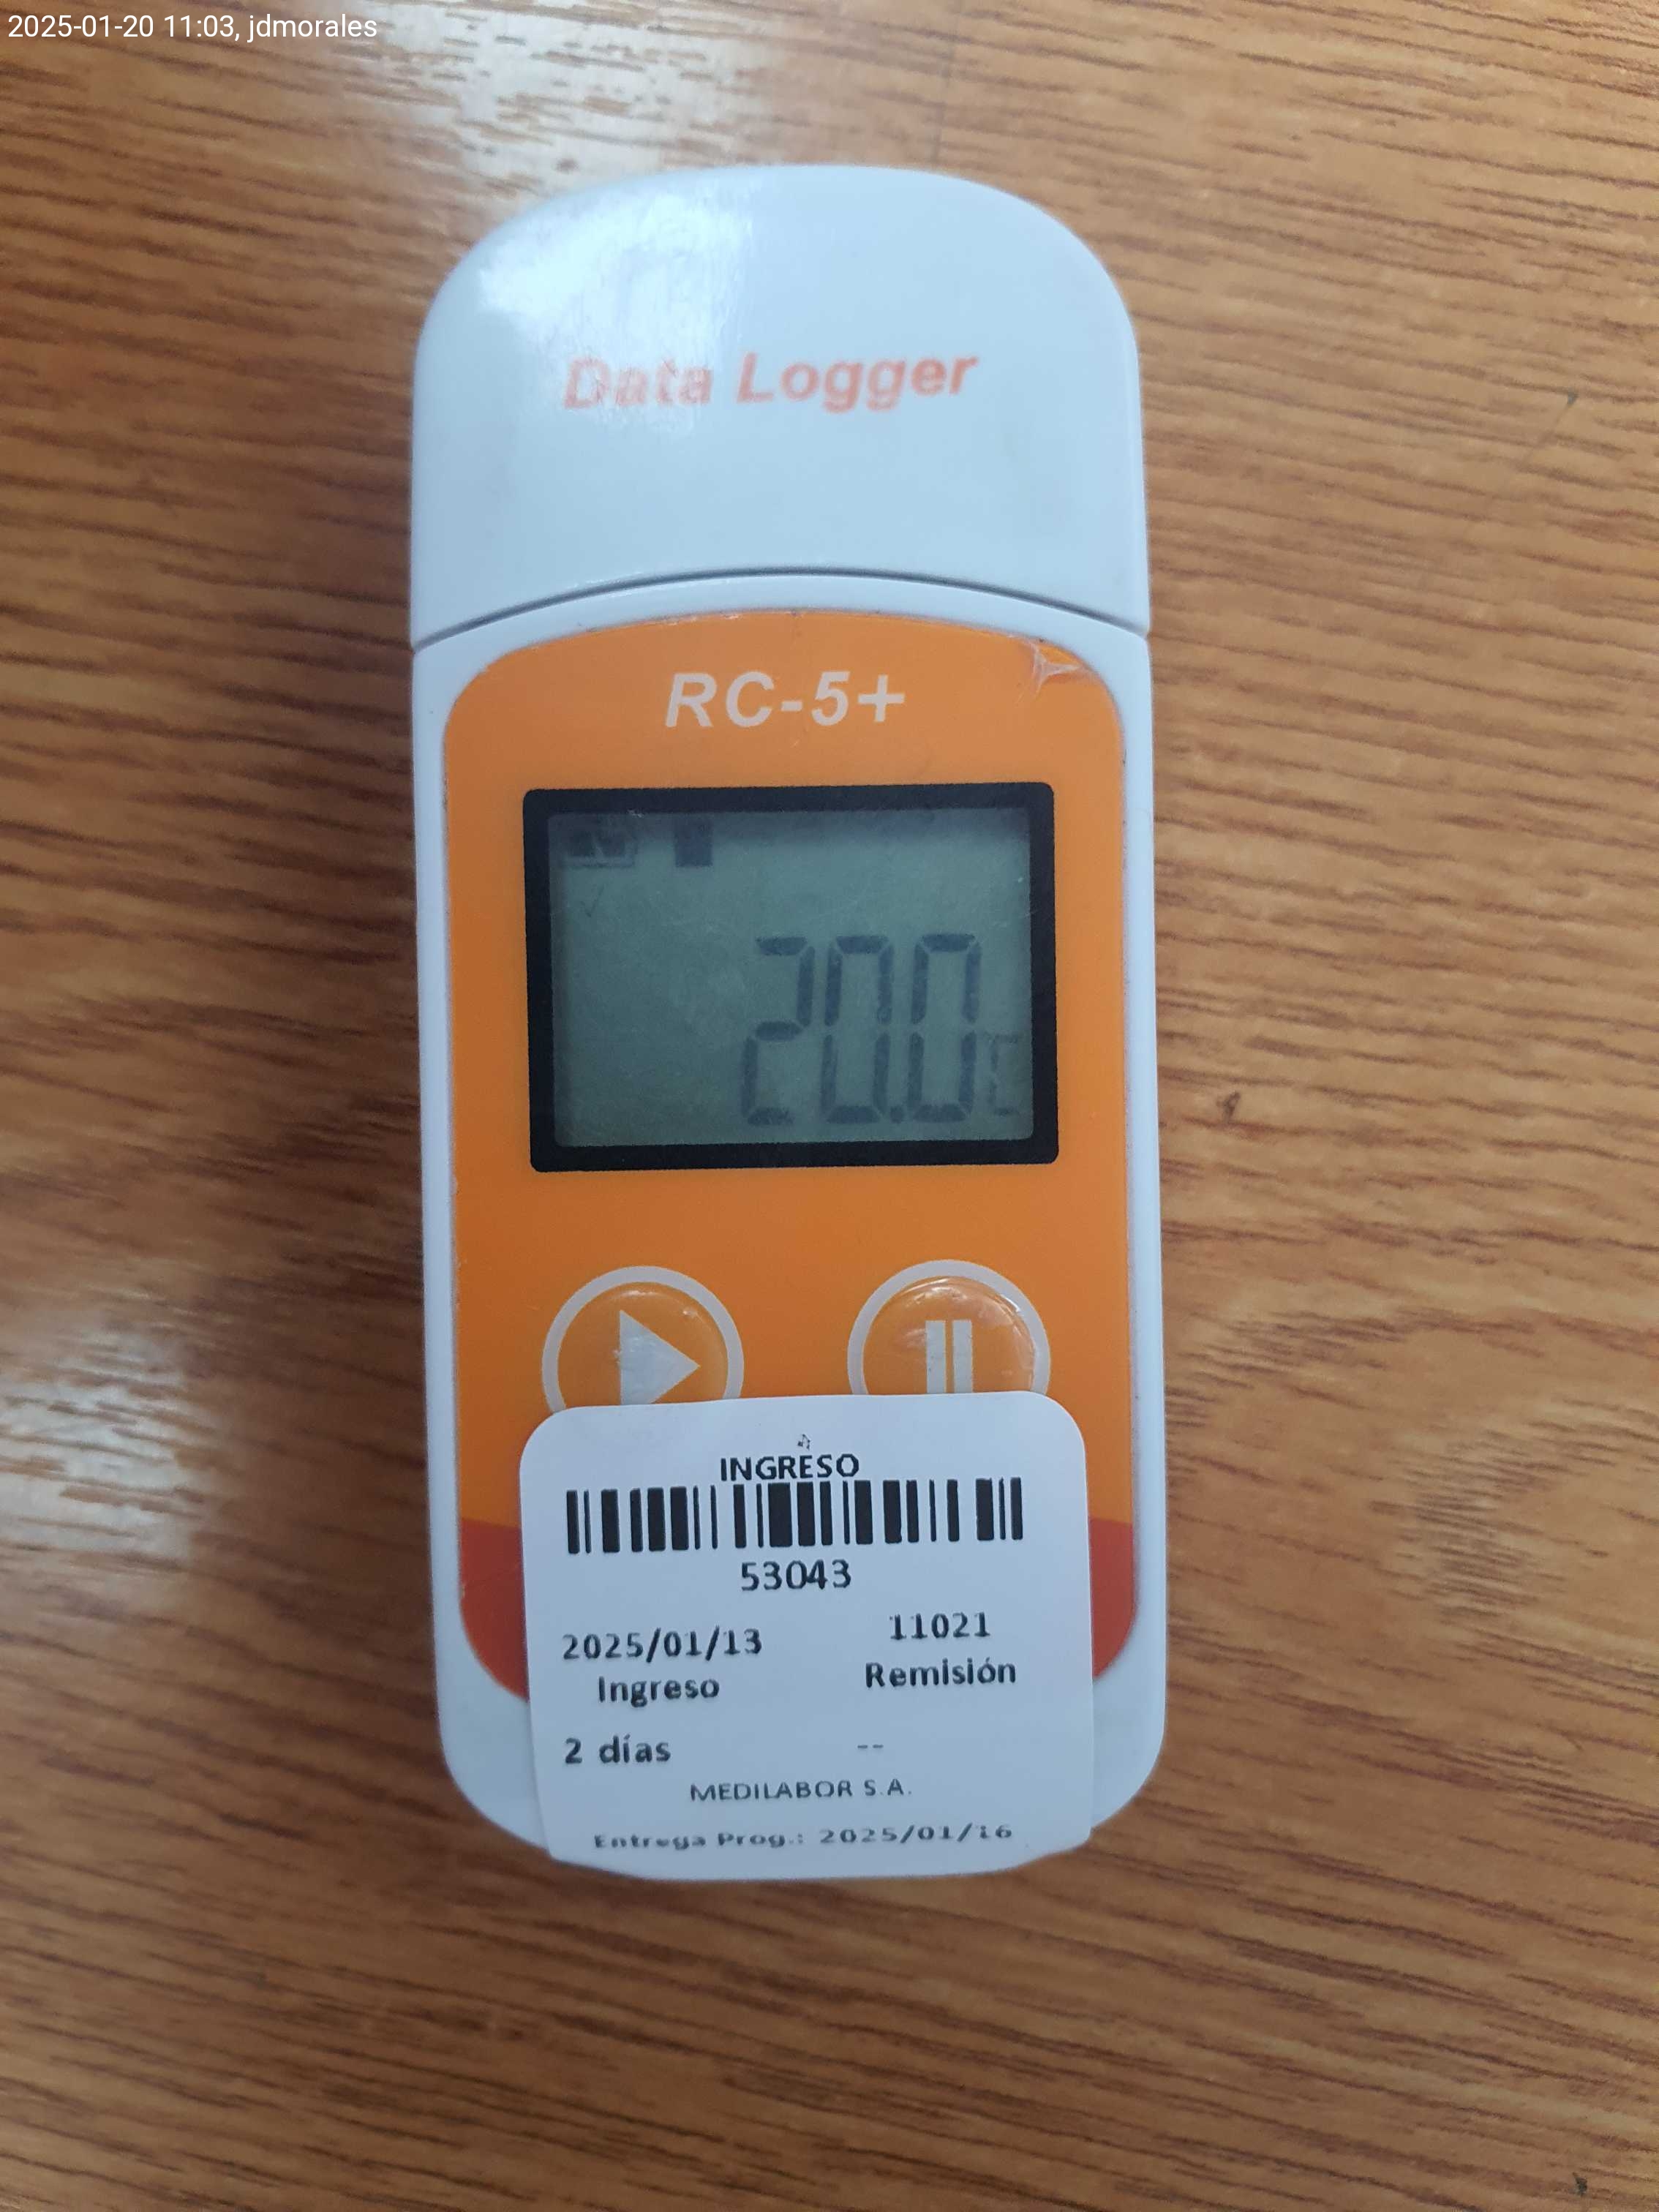 2025-01-20 11:03, jdmorales
Data Logger
RC-5+
20.0°C
INGRESO
53043
2025/01/13 11021
Ingreso Remisión
2 días --
MEDILABOR S.A.
Entrega Prog.: 2025/01/16